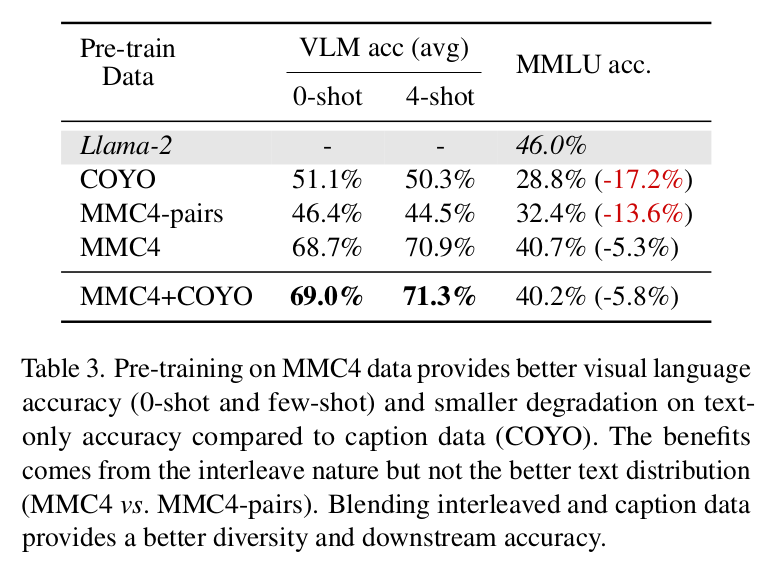 Pre-train Data VLM acc (avg) MMLU acc.
0-shot 4-shot
Llama-2 - - 46.0%
COYO 51.1% 50.3% 28.8% (-17.2%)
MMC4-pairs 46.4% 44.5% 32.4% (-13.6%)
MMC4 68.7% 70.9% 40.7% (-5.3%)
MMC4+COYO 69.0% 71.3% 40.2% (-5.8%)
Table 3. Pre-training on MMC4 data provides better visual language
accuracy (0-shot and few-shot) and smaller degradation on text-
only accuracy compared to caption data (COYO). The benefits
comes from the interleave nature but not the better text distribution
(MMC4 vs. MMC4-pairs). Blending interleaved and caption data
provides a better diversity and downstream accuracy.